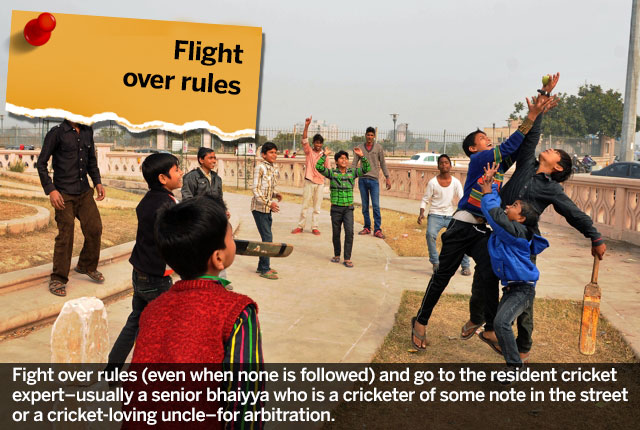 Flight
over rules
Fight over rules (even when none is followed) and go to the resident cricket
expert–usually a senior bhaiyya who is a cricketer of some note in the street
or a cricket-loving uncle–for arbitration.